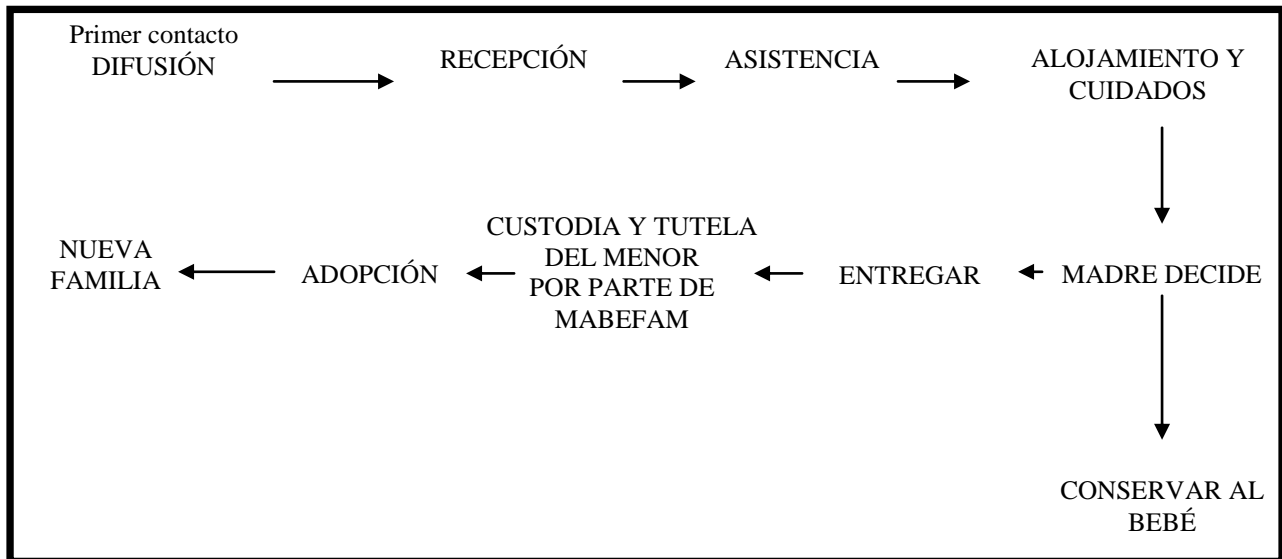 Primer contacto
DIFUSIÓN
RECEPCIÓN
ASISTENCIA
ALOJAMIENTO Y
CUIDADOS
NUEVA
FAMILIA
ADOPCIÓN
CUSTODIA Y TUTELA
DEL MENOR
POR PARTE DE
MABEFAM
ENTREGAR
MADRE DECIDE
CONSERVAR AL
BEBÉ